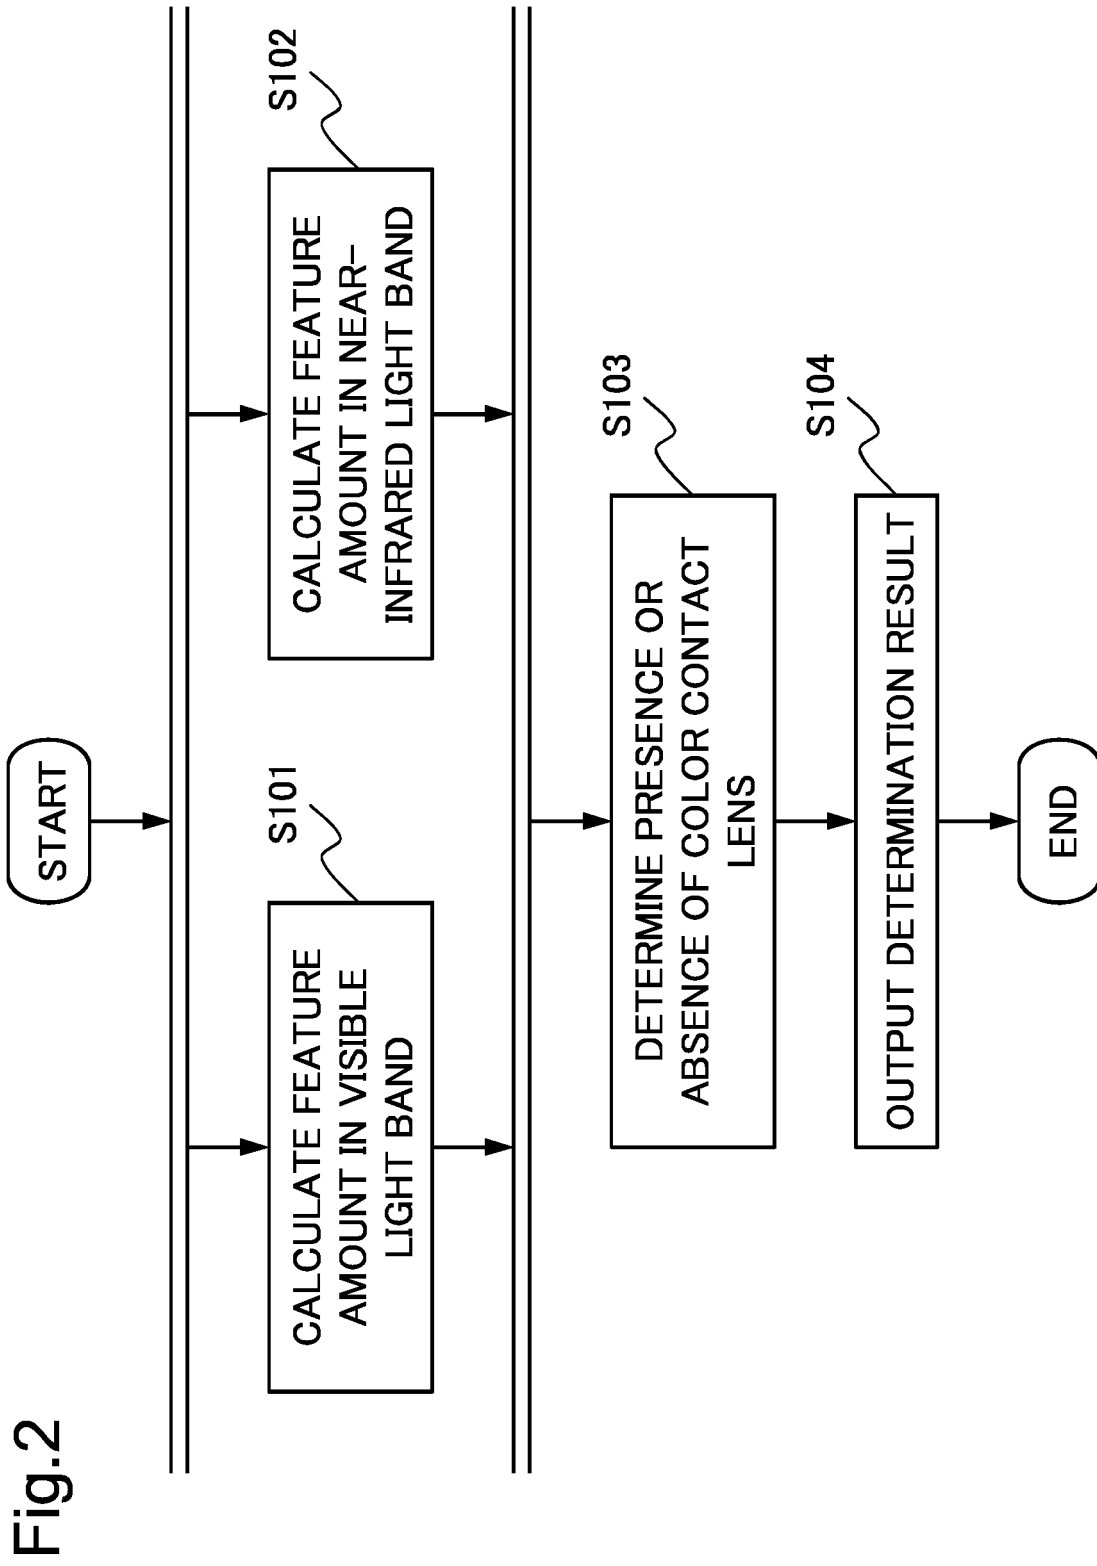 Fig.2
START
S101
CALCULATE FEATURE
AMOUNT IN VISIBLE
LIGHT BAND
S102
CALCULATE FEATURE
AMOUNT IN NEAR-
INFRARED LIGHT BAND
S103
DETERMINE PRESENCE OR
ABSENCE OF COLOR CONTACT
LENS
S104
OUTPUT DETERMINATION RESULT
END